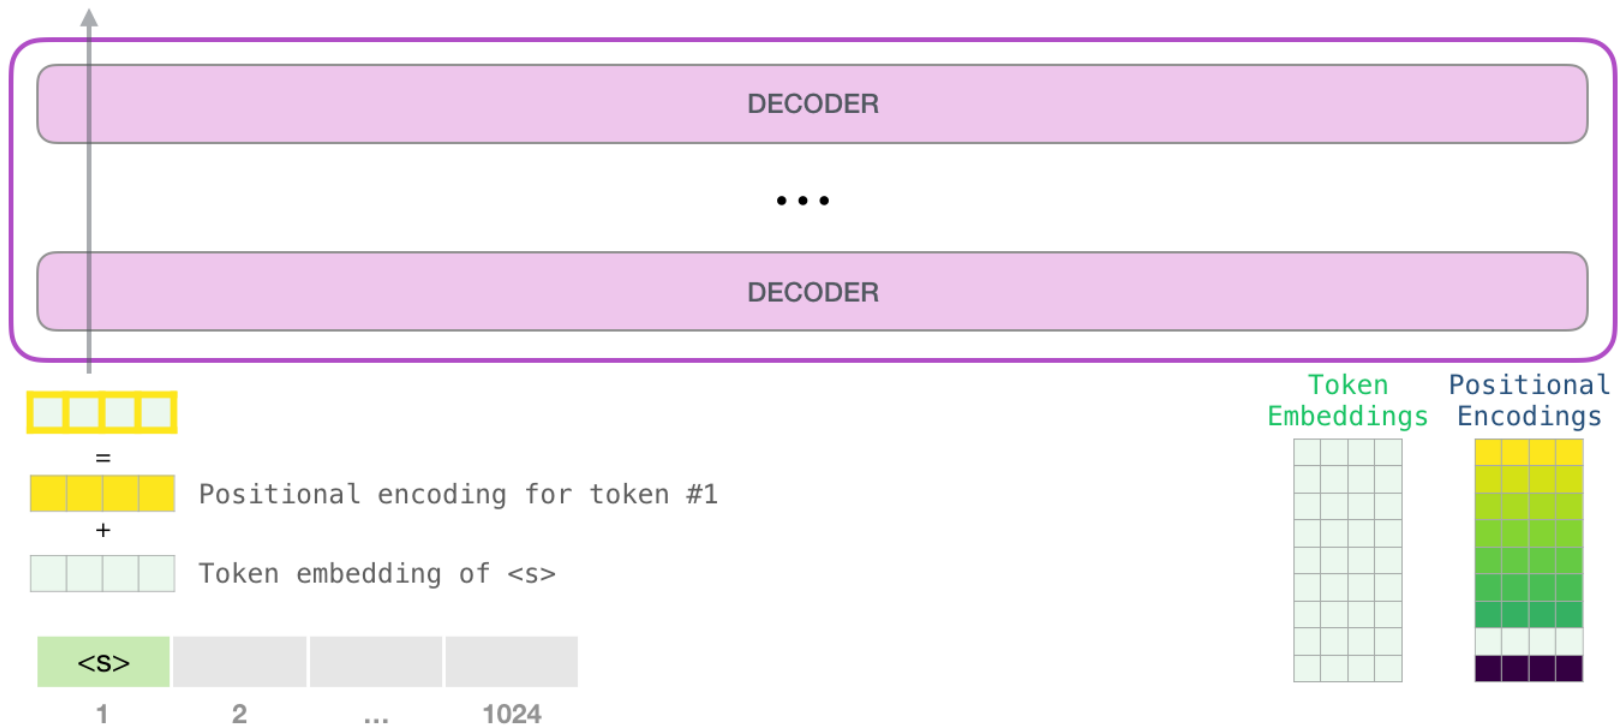 DECODER
...
DECODER
Token
Embeddings
Positional
Encodings
=
Positional encoding for token #1
+
Token embedding of <s>
<s>
1 2 ... 1024